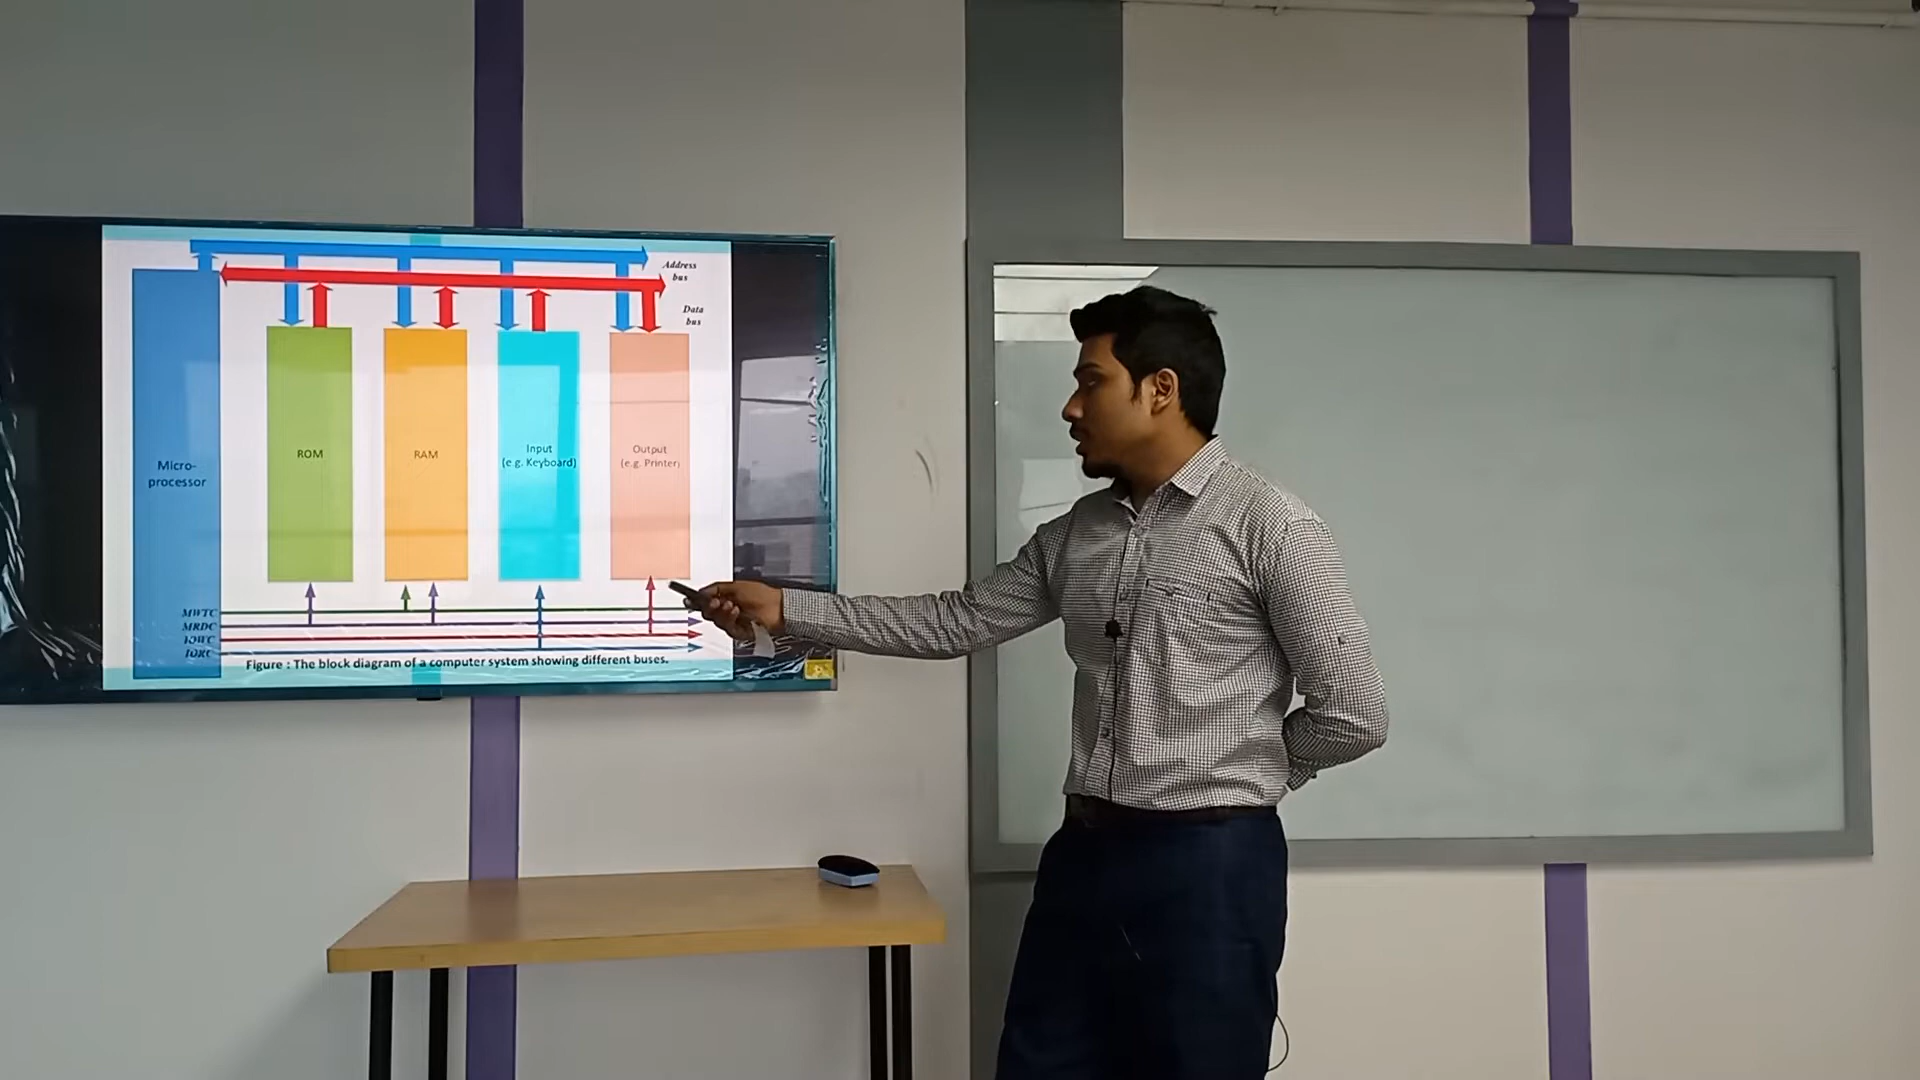 Address
bus
Data
bus
Micro-
processor
ROM
RAM
Input
(e.g. Keyboard)
Output
(e.g. Printer)
MWTC
MRDC
IOWC
IORC
Figure : The block diagram of a computer system showing different buses.